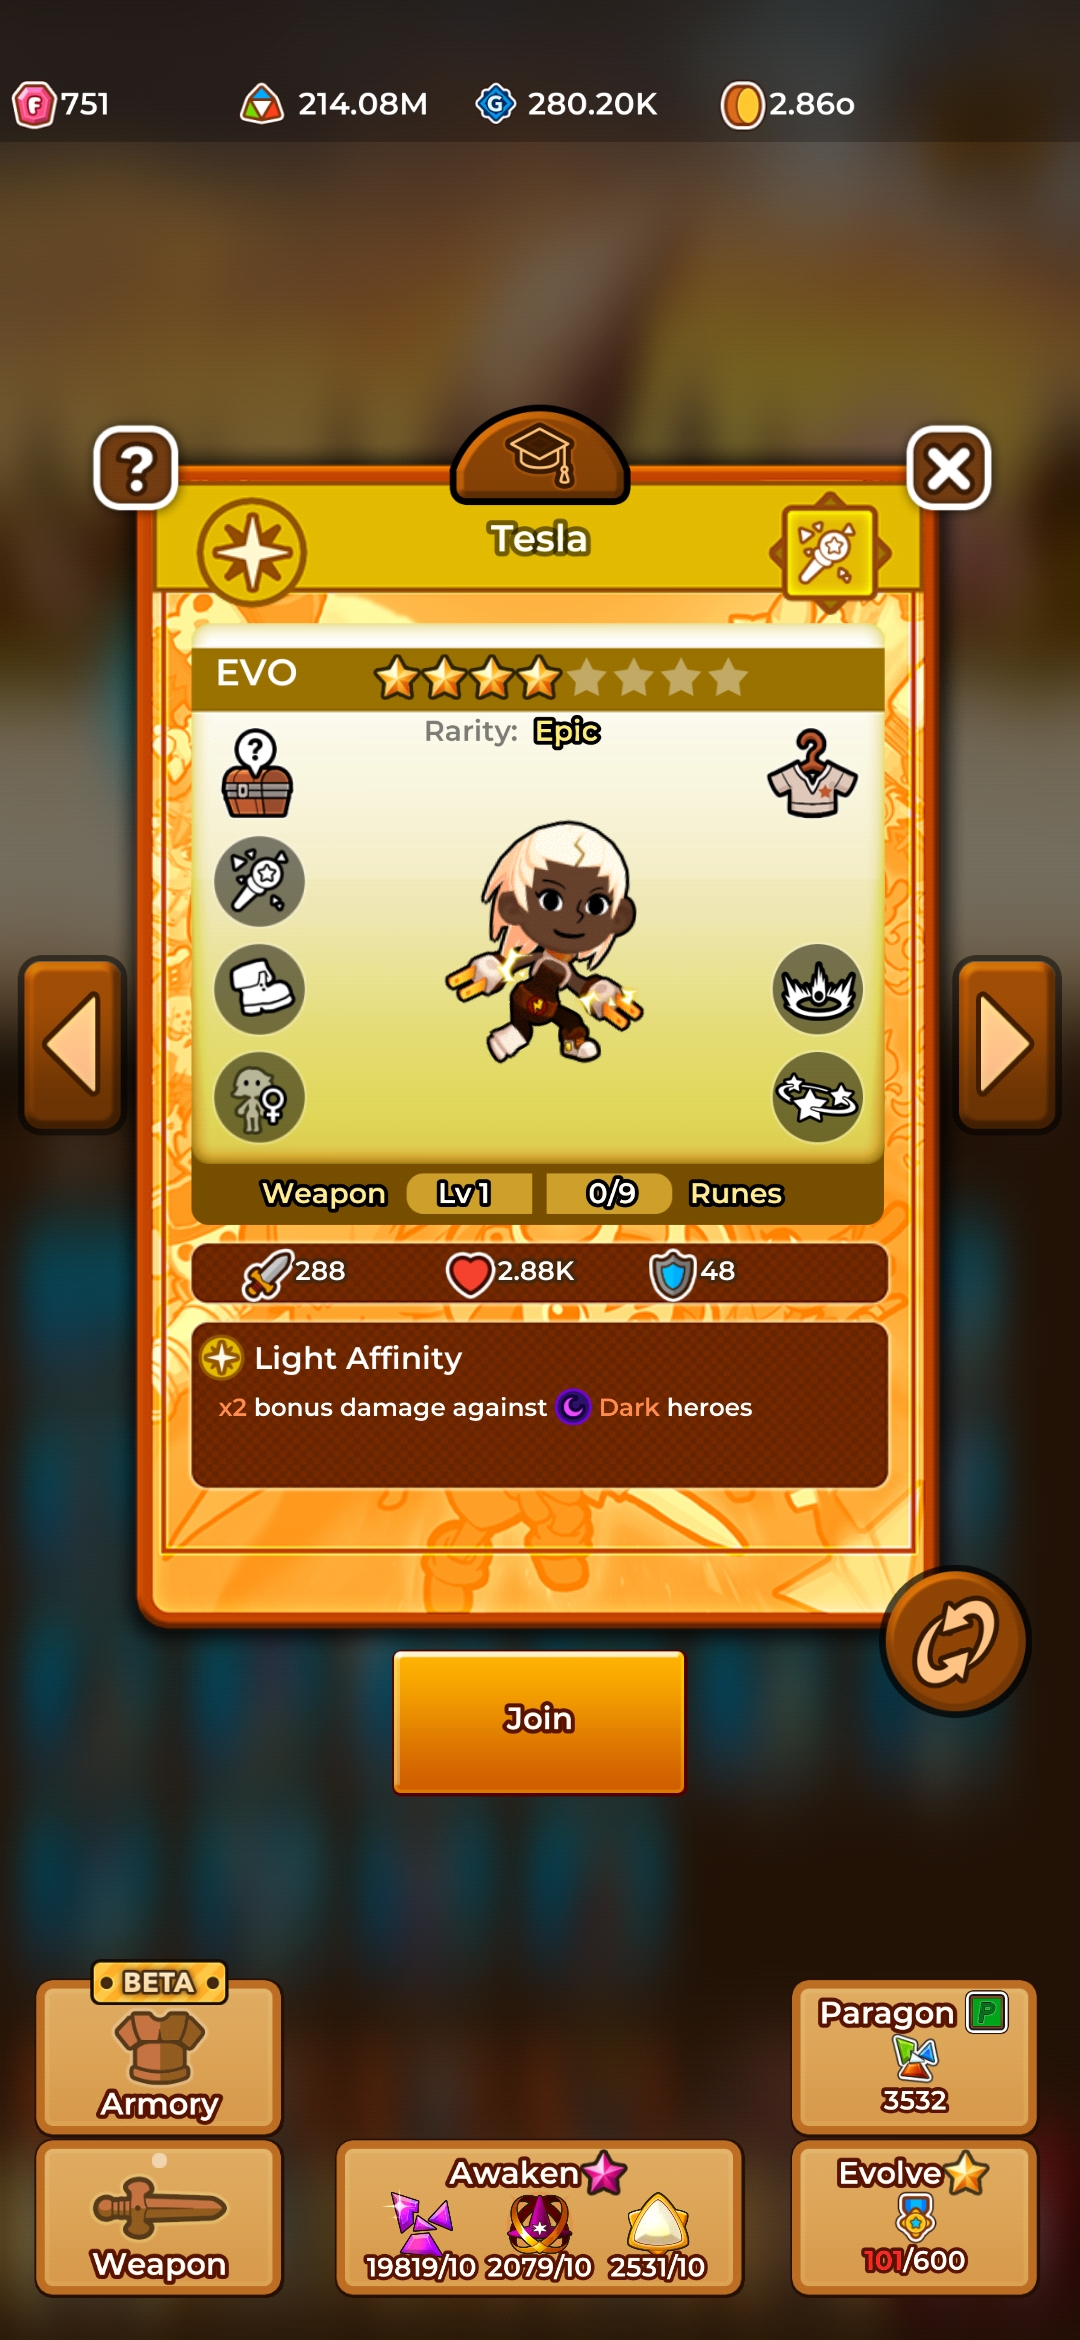 F 751 214.08M G 280.20K 2.86o
?
Tesla
EVO
Rarity: Epic
?
Weapon Lv 1 0/9 Runes
288 2.88K 48
Light Affinity
x2 bonus damage against Dark heroes
Join
BETA
Armory
Paragon P
3532
Weapon
Awaken
19819/10 2079/10 2531/10
Evolve
101/600